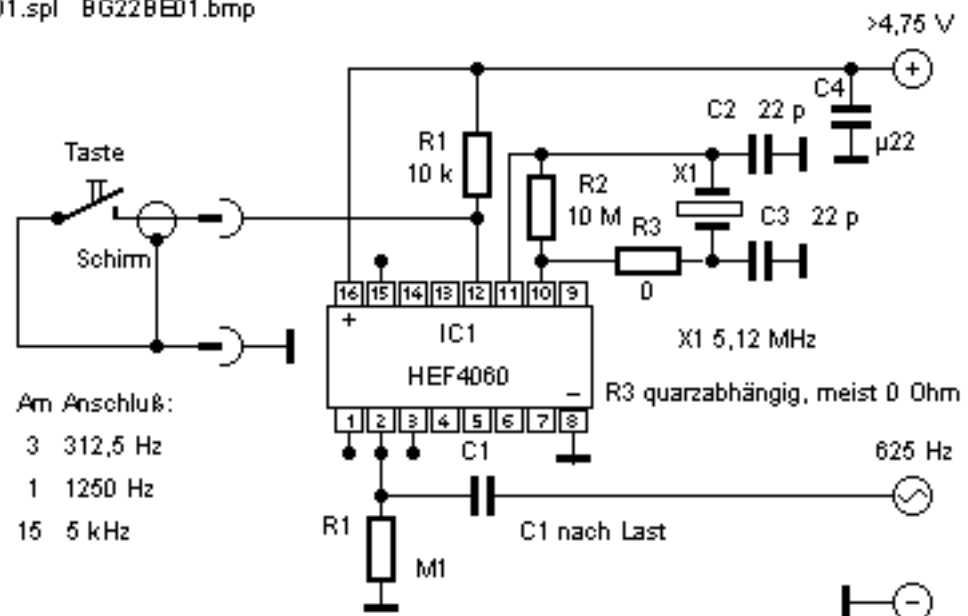 01.spl BG22BE01.bmp
>4,75 V
+
C4
µ22
C2 22 p
R1
10 k
Taste
X1
R2
10 M
R3
C3 22 p
Schirm
0
16 15 14 13 12 11 10 9
+
IC1
X1 5,12 MHz
HEF4060
–
R3 quarzabhängig, meist 0 Ohm
Am Anschluß:
1 2 3 4 5 6 7 8
3 312,5 Hz
C1
625 Hz
1 1250 Hz
15 5 kHz
R1
C1 nach Last
M1
–